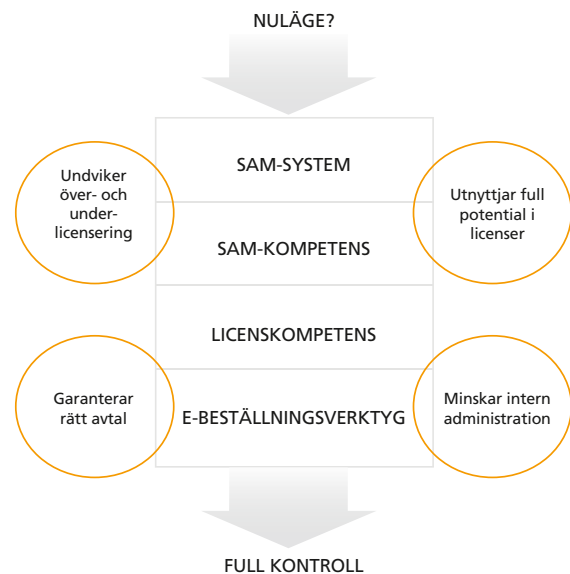 NULÄGE?
SAM-SYSTEM
Undviker
över- och
under-
licensering
Utnyttjar full
potential i
licenser
SAM-KOMPETENS
LICENSKOMPETENS
Garanterar
rätt avtal
E-BESTÄLLNINGSVERKTYG
Minskar intern
administration
FULL KONTROLL